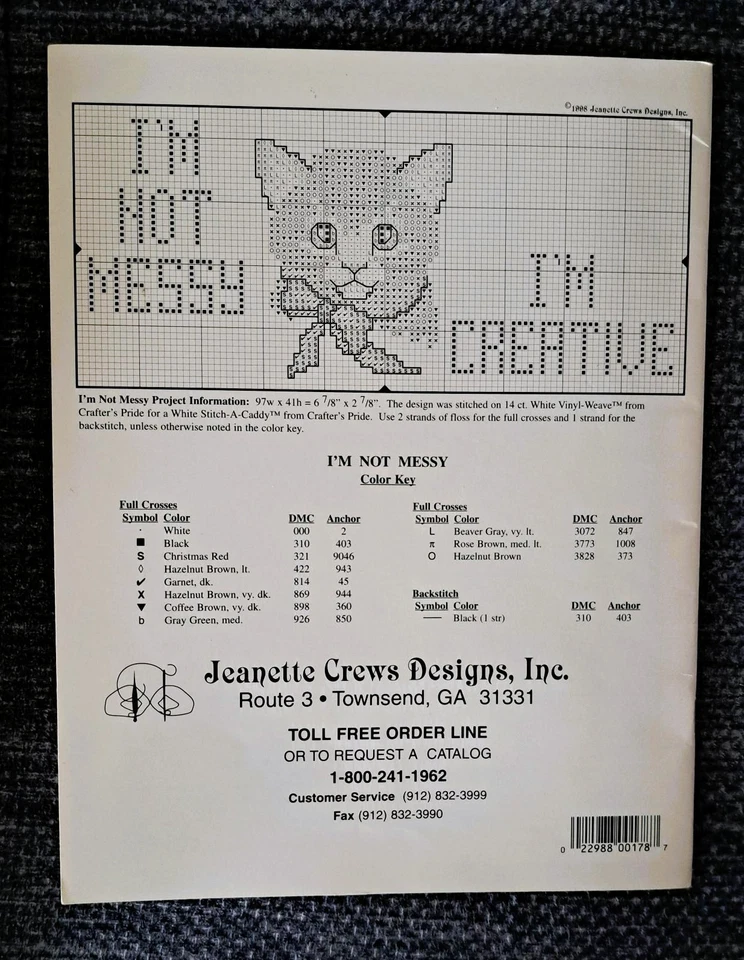 ©1998 Jeanette Crews Designs, Inc.
I'M
NOT
MESSY
I'M
CREATIVE
I'm Not Messy Project Information: 97w x 41h = 6 7/8" x 2 7/8". The design was stitched on 14 ct. White Vinyl-Weave™ from
Crafter's Pride for a White Stitch-A-Caddy™ from Crafter's Pride. Use 2 strands of floss for the full crosses and 1 strand for the
backstitch, unless otherwise noted in the color key.
I'M NOT MESSY
Color Key
Full Crosses
Symbol Color DMC Anchor
· White 000 2
■ Black 310 403
S Christmas Red 321 9046
◊ Hazelnut Brown, lt. 422 943
✔ Garnet, dk. 814 45
X Hazelnut Brown, vy. dk. 869 944
▼ Coffee Brown, vy. dk. 898 360
b Gray Green, med. 926 850
Full Crosses
Symbol Color DMC Anchor
L Beaver Gray, vy. lt. 3072 847
π Rose Brown, med. lt. 3773 1008
O Hazelnut Brown 3828 373
Backstitch
Symbol Color DMC Anchor
— Black (1 str) 310 403
Jeanette Crews Designs, Inc.
Route 3 • Townsend, GA 31331
TOLL FREE ORDER LINE
OR TO REQUEST A CATALOG
1-800-241-1962
Customer Service (912) 832-3999
Fax (912) 832-3990
0 22988 00178 7